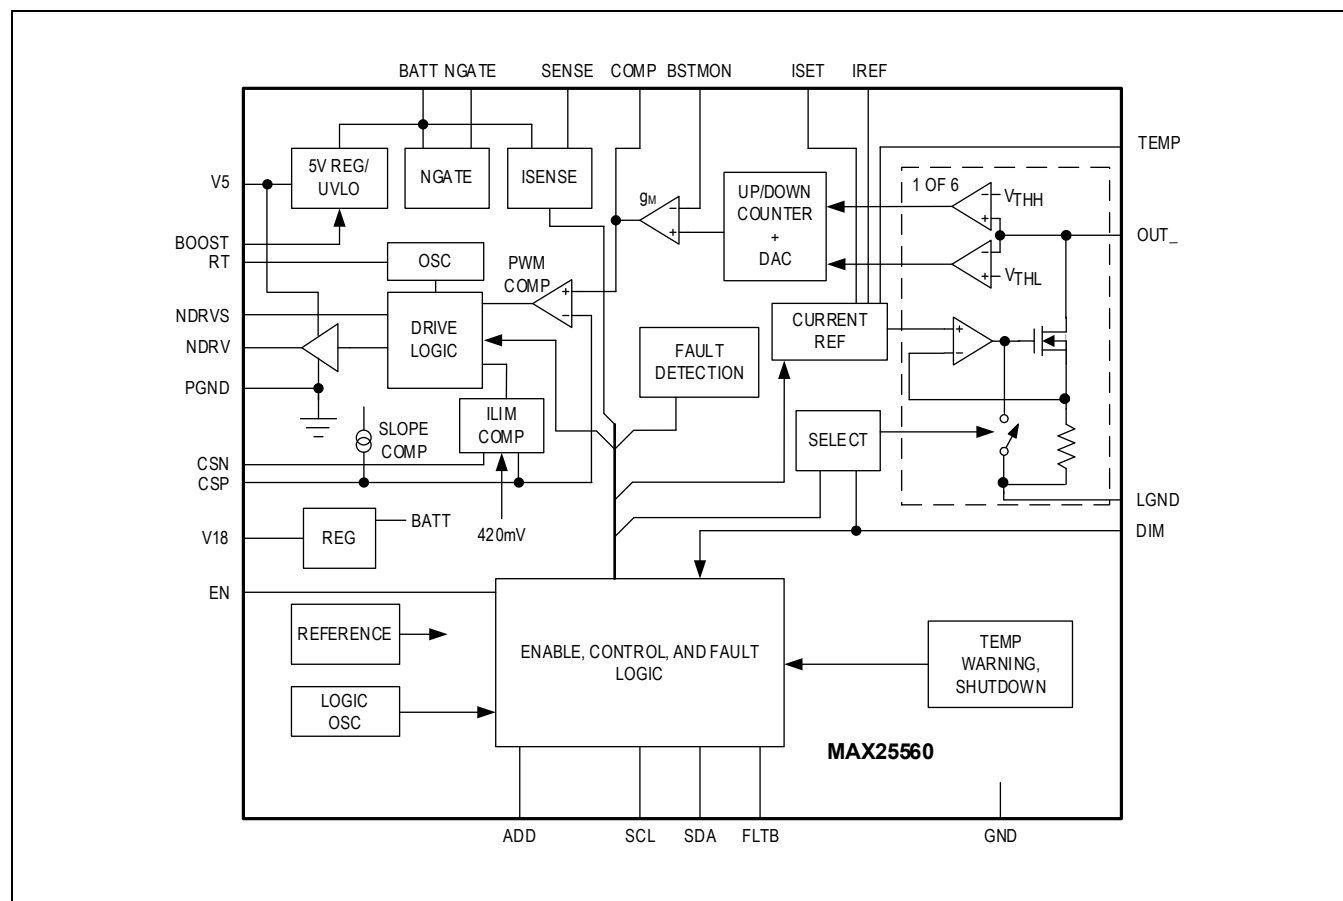 BATT NGATE SENSE COMP BSTMON ISET IREF
TEMP
V5
5V REG/
UVLO
NGATE
ISENSE
gM
UP/DOWN
COUNTER
+
DAC
1 OF 6
VTHH
VTHL
OUT_
BOOST
RT
OSC
PWM
COMP
NDRVS
NDRV
DRIVE
LOGIC
FAULT
DETECTION
CURRENT
REF
PGND
SLOPE
COMP
ILIM
COMP
SELECT
CSN
CSP
LGND
V18
REG
BATT
420mV
DIM
EN
REFERENCE
ENABLE, CONTROL, AND FAULT
LOGIC
TEMP
WARNING,
SHUTDOWN
LOGIC
OSC
MAX25560
ADD SCL SDA FLTB GND